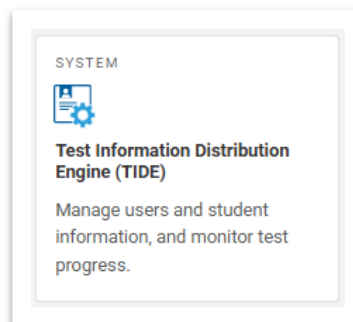 SYSTEM
Test Information Distribution
Engine (TIDE)
Manage users and student
information, and monitor test
progress.